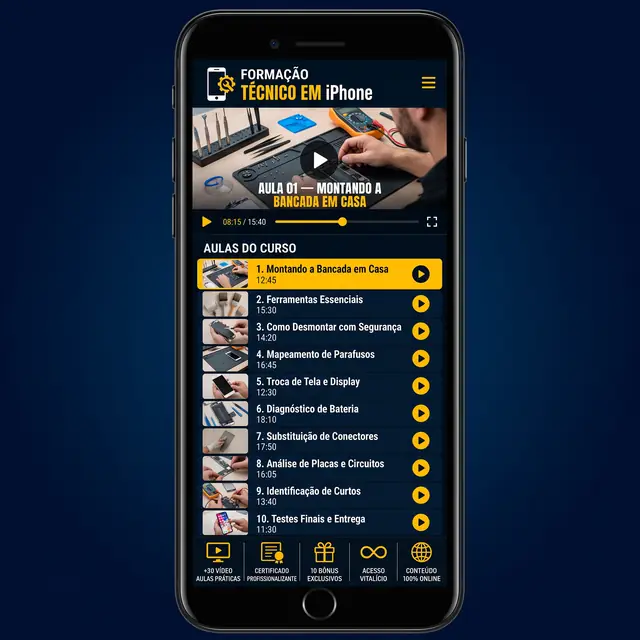 FORMAÇÃO
TÉCNICO EM iPhone
AULA 01 — MONTANDO A
BANCADA EM CASA
08:15 / 15:40
AULAS DO CURSO
1. Montando a Bancada em Casa
12:45
2. Ferramentas Essenciais
15:30
3. Como Desmontar com Segurança
14:20
4. Mapeamento de Parafusos
16:45
5. Troca de Tela e Display
12:30
6. Diagnóstico de Bateria
18:10
7. Substituição de Conectores
17:50
8. Análise de Placas e Circuitos
16:05
9. Identificação de Curtos
13:40
10. Testes Finais e Entrega
11:30
+30 VÍDEO
AULAS PRÁTICAS
CERTIFICADO
PROFISSIONALIZANTE
10 BÔNUS
EXCLUSIVOS
ACESSO
VITALÍCIO
CONTEÚDO
100% ONLINE